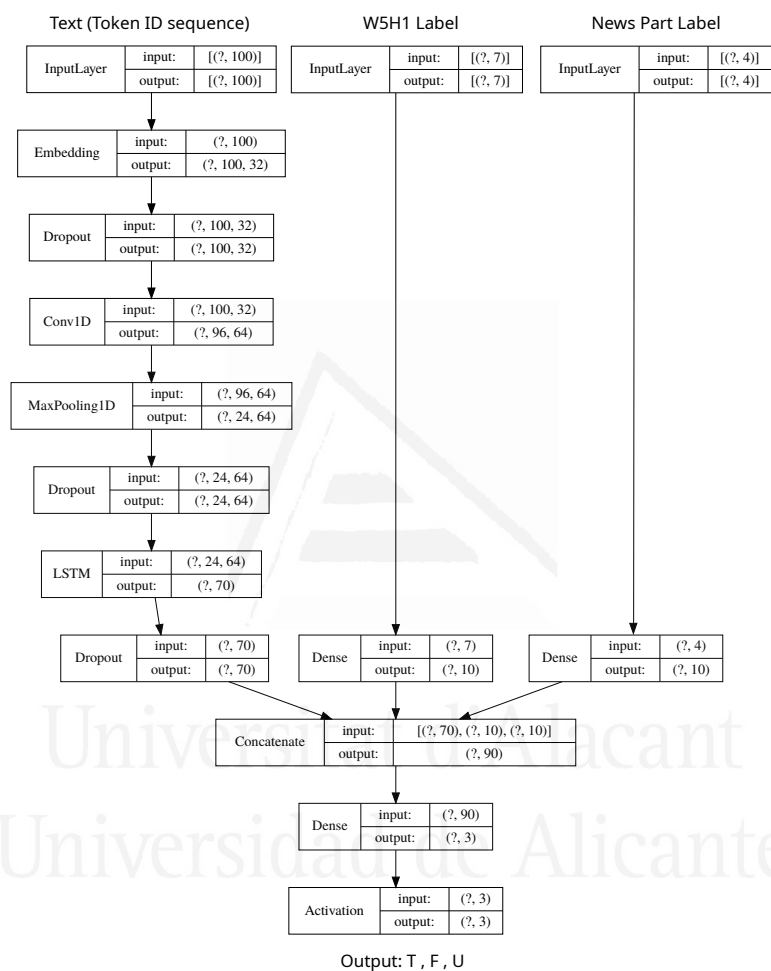 Text (Token ID sequence)
W5H1 Label
News Part Label
InputLayer
input: [(?, 100)]
output: [(?, 100)]
InputLayer
input: [(?, 7)]
output: [(?, 7)]
InputLayer
input: [(?, 4)]
output: [(?, 4)]
Embedding
input: (?, 100)
output: (?, 100, 32)
Dropout
input: (?, 100, 32)
output: (?, 100, 32)
Conv1D
input: (?, 100, 32)
output: (?, 96, 64)
MaxPooling1D
input: (?, 96, 64)
output: (?, 24, 64)
Dropout
input: (?, 24, 64)
output: (?, 24, 64)
LSTM
input: (?, 24, 64)
output: (?, 70)
Dropout
input: (?, 70)
output: (?, 70)
Dense
input: (?, 7)
output: (?, 10)
Dense
input: (?, 4)
output: (?, 10)
Concatenate
input: [(?, 70), (?, 10), (?, 10)]
output: (?, 90)
Dense
input: (?, 90)
output: (?, 3)
Activation
input: (?, 3)
output: (?, 3)
Output: T , F , U
Universitat d'Alacant
Universidad de Alicante